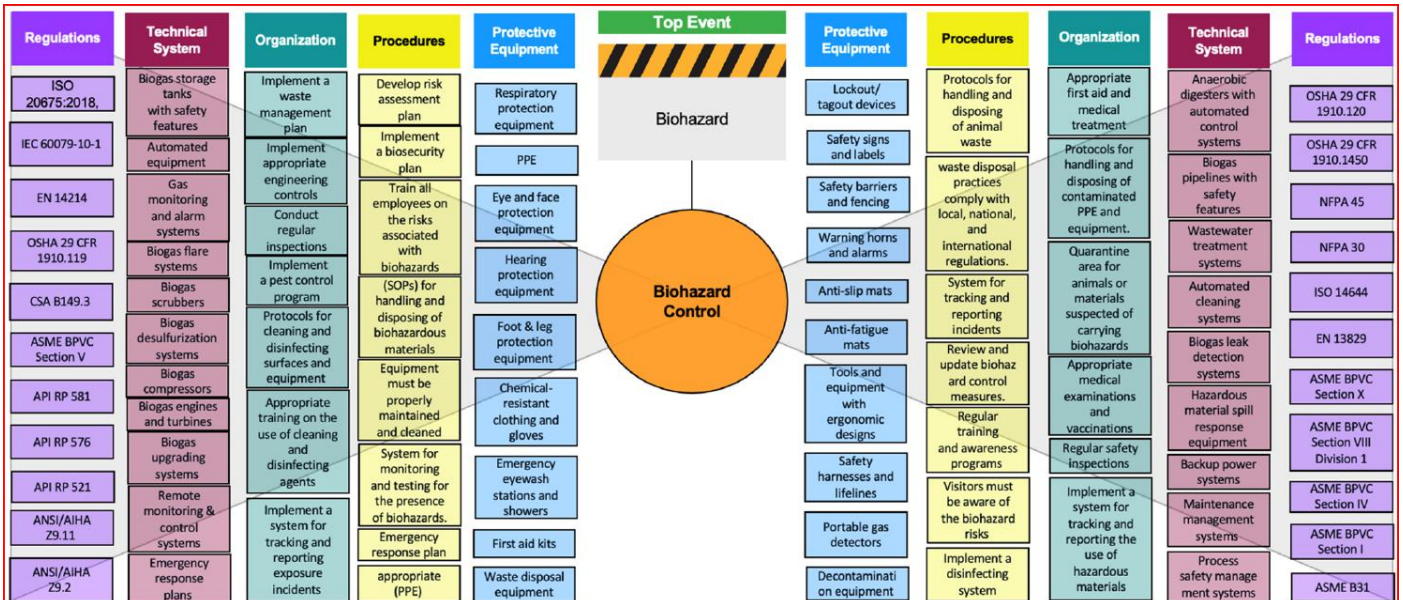 Regulations
ISO
20675:2018,
IEC 60079-10-1
EN 14214
OSHA 29 CFR
1910.119
CSA B149.3
ASME BPVC
Section V
API RP 581
API RP 576
API RP 521
ANSI/AIHA
Z9.11
ANSI/AIHA
Z9.2
Technical
System
Biogas storage
tanks
with safety
features
Automated
equipment
Gas
monitoring
and alarm
systems
Biogas flare
systems
Biogas
scrubbers
Biogas
desulfurization
systems
Biogas
compressors
Biogas engines
and turbines
Biogas
upgrading
systems
Remote
monitoring &
control
systems
Emergency
response
plans
Organization
Implement a
waste
management
plan
Implement
appropriate
engineering
controls
Conduct
regular
inspections
Implement
a pest control
program
Protocols for
cleaning and
disinfecting
surfaces and
equipment
Appropriate
training on the
use of cleaning
and
disinfecting
agents
Implement a
system for
tracking and
reporting
exposure
incidents
Procedures
Develop risk
assessment
plan
Implement
a biosecurity
plan
Train all
employees on
the risks
associated
with
biohazards
(SOPs) for
handling and
disposing of
biohazardous
materials
Equipment
must be
properly
maintained
and cleaned
System for
monitoring
and testing for
the presence
of biohazards.
Emergency
response plan
appropriate
(PPE)
Protective
Equipment
Respiratory
protection
equipment
PPE
Eye and face
protection
equipment
Hearing
protection
equipment
Foot & leg
protection
equipment
Chemical-
resistant
clothing and
gloves
Emergency
eyewash
stations and
showers
First aid kits
Waste disposal
equipment
Top Event
Biohazard
Biohazard
Control
Protective
Equipment
Lockout/
tagout devices
Safety signs
and labels
Safety barriers
and fencing
Warning horns
and alarms
Anti-slip mats
Anti-fatigue
mats
Tools and
equipment
with
ergonomic
designs
Safety
harnesses and
lifelines
Portable gas
detectors
Decontaminati
on equipment
Procedures
Protocols for
handling and
disposing
of animal
waste
waste disposal
practices
comply with
local, national,
and
international
regulations.
System for
tracking and
reporting
incidents
Review and
update biohaz
ard control
measures.
Regular
training
and awareness
programs
Visitors must
be aware of
the biohazard
risks
Implement a
disinfecting
system
Organization
Appropriate
first aid and
medical
treatment
Protocols for
handling and
disposing of
contaminated
PPE and
equipment.
Quarantine
area for
animals or
materials
suspected of
carrying
biohazards
Appropriate
medical
examinations
and
vaccinations
Regular safety
inspections
Implement a
system for
tracking and
reporting the
use of
hazardous
materials
Technical
System
Anaerobic
digesters with
automated
control
systems
Biogas
pipelines with
safety
features
Wastewater
treatment
systems
Automated
cleaning
systems
Biogas leak
detection
systems
Hazardous
material spill
response
equipment
Backup power
systems
Maintenance
management
systems
Process
safety manage
ment systems
Regulations
OSHA 29 CFR
1910.120
OSHA 29 CFR
1910.1450
NFPA 45
NFPA 30
ISO 14644
EN 13829
ASME BPVC
Section X
ASME BPVC
Section VIII
Division 1
ASME BPVC
Section IV
ASME BPVC
Section I
ASME B31